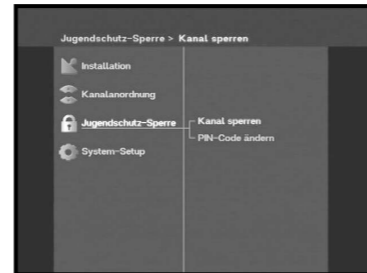 Jugendschutz-Sperre > Kanal sperren
Installation
Kanalanordnung
Jugendschutz-Sperre
Kanal sperren
PIN-Code ändern
System-Setup